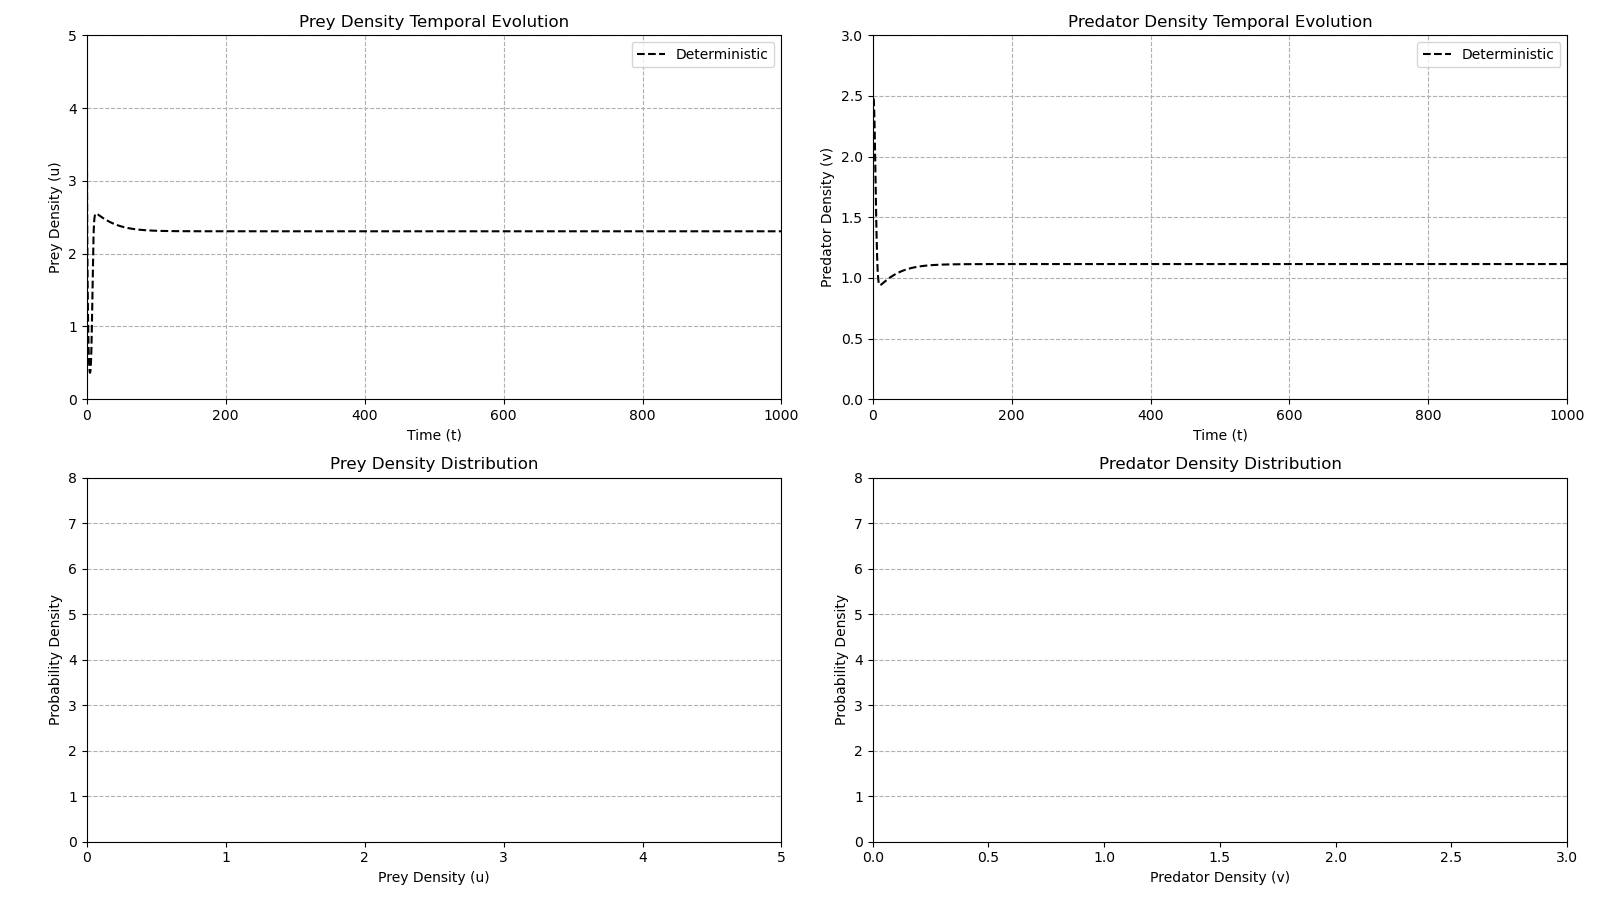 Prey Density Temporal Evolution
Prey Density (u)
5
4
3
2
1
0
Deterministic
0 200 400 600 800 1000
Time (t)
Predator Density Temporal Evolution
Predator Density (v)
3.0
2.5
2.0
1.5
1.0
0.5
0.0
Deterministic
0 200 400 600 800 1000
Time (t)
Prey Density Distribution
Probability Density
8
7
6
5
4
3
2
1
0
0 1 2 3 4 5
Prey Density (u)
Predator Density Distribution
Probability Density
8
7
6
5
4
3
2
1
0
0.0 0.5 1.0 1.5 2.0 2.5 3.0
Predator Density (v)